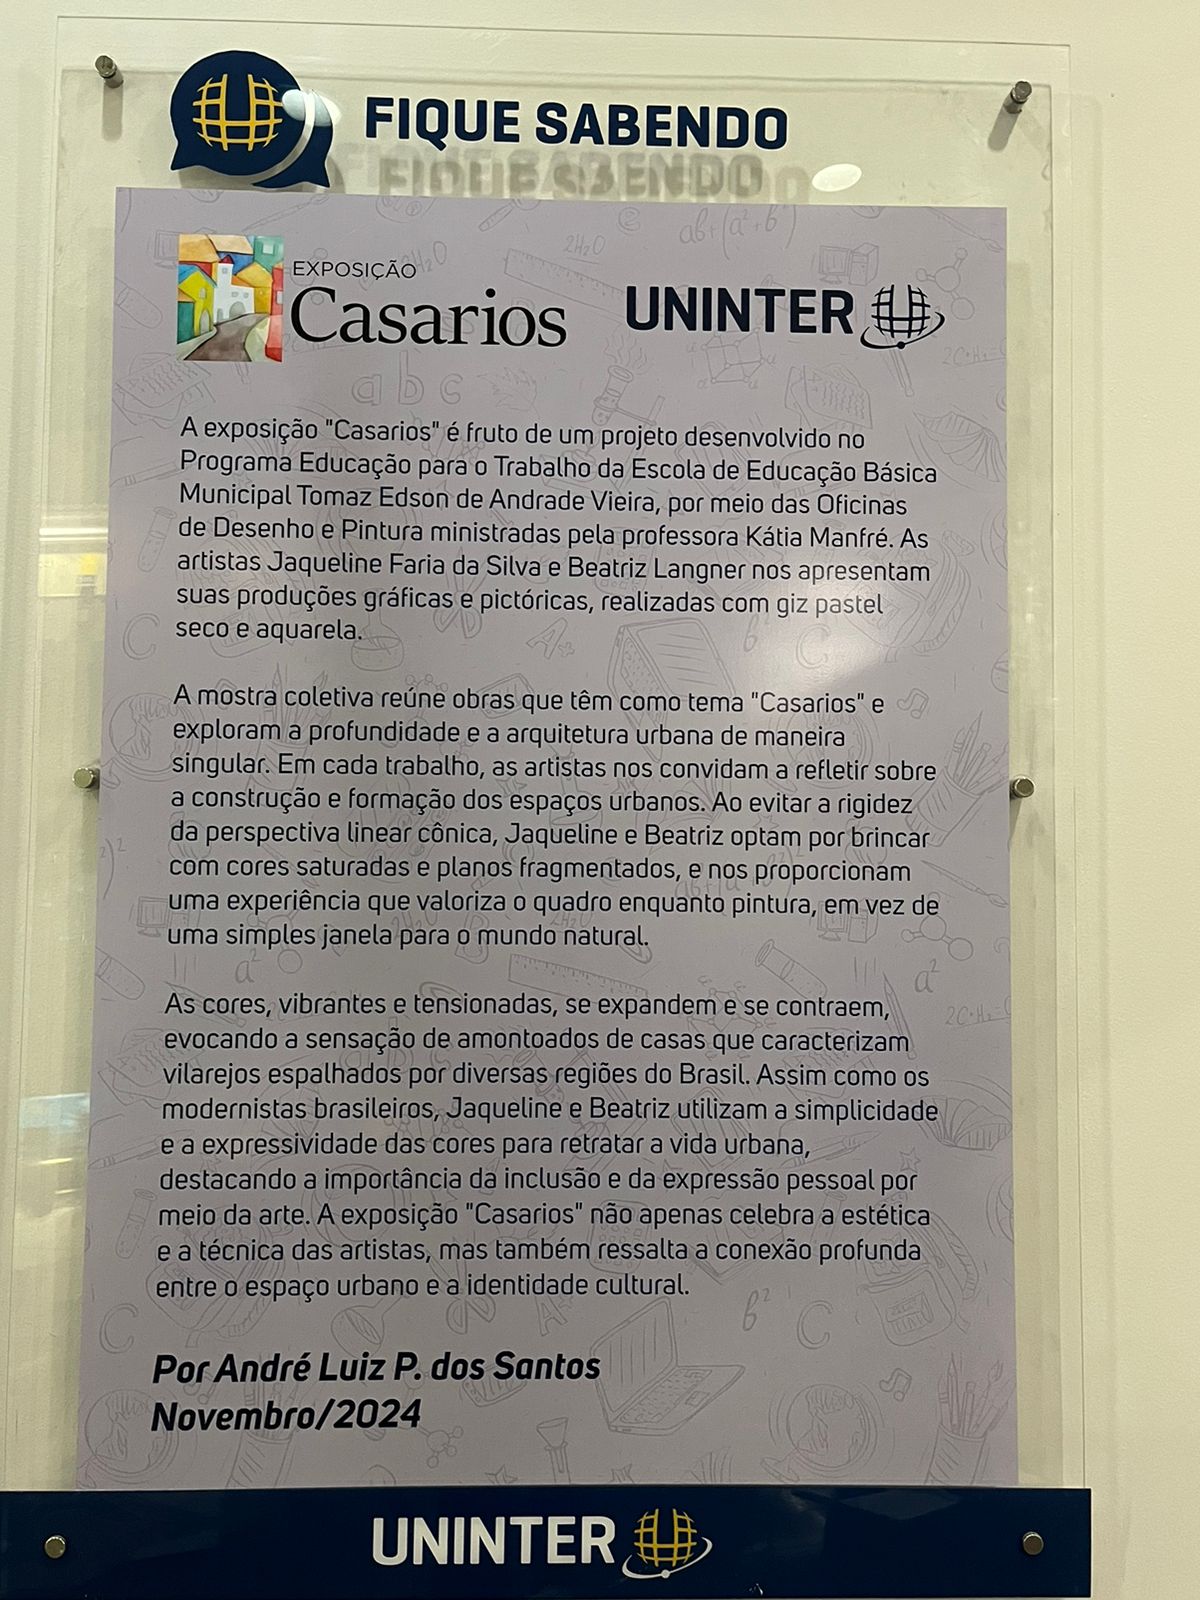 FIQUE SABENDO
EXPOSIÇÃO
Casarios
UNINTER
A exposição "Casarios" é fruto de um projeto desenvolvido no
Programa Educação para o Trabalho da Escola de Educação Básica
Municipal Tomaz Edson de Andrade Vieira, por meio das Oficinas
de Desenho e Pintura ministradas pela professora Kátia Manfré. As
artistas Jaqueline Faria da Silva e Beatriz Langner nos apresentam
suas produções gráficas e pictóricas, realizadas com giz pastel
seco e aquarela.
A mostra coletiva reúne obras que têm como tema "Casarios" e
exploram a profundidade e a arquitetura urbana de maneira
singular. Em cada trabalho, as artistas nos convidam a refletir sobre
a construção e formação dos espaços urbanos. Ao evitar a rigidez
da perspectiva linear cônica, Jaqueline e Beatriz optam por brincar
com cores saturadas e planos fragmentados, e nos proporcionam
uma experiência que valoriza o quadro enquanto pintura, em vez de
uma simples janela para o mundo natural.
As cores, vibrantes e tensionadas, se expandem e se contraem,
evocando a sensação de amontoados de casas que caracterizam
vilarejos espalhados por diversas regiões do Brasil. Assim como os
modernistas brasileiros, Jaqueline e Beatriz utilizam a simplicidade
e a expressividade das cores para retratar a vida urbana,
destacando a importância da inclusão e da expressão pessoal por
meio da arte. A exposição "Casarios" não apenas celebra a estética
e a técnica das artistas, mas também ressalta a conexão profunda
entre o espaço urbano e a identidade cultural.
Por André Luiz P. dos Santos
Novembro/2024
UNINTER